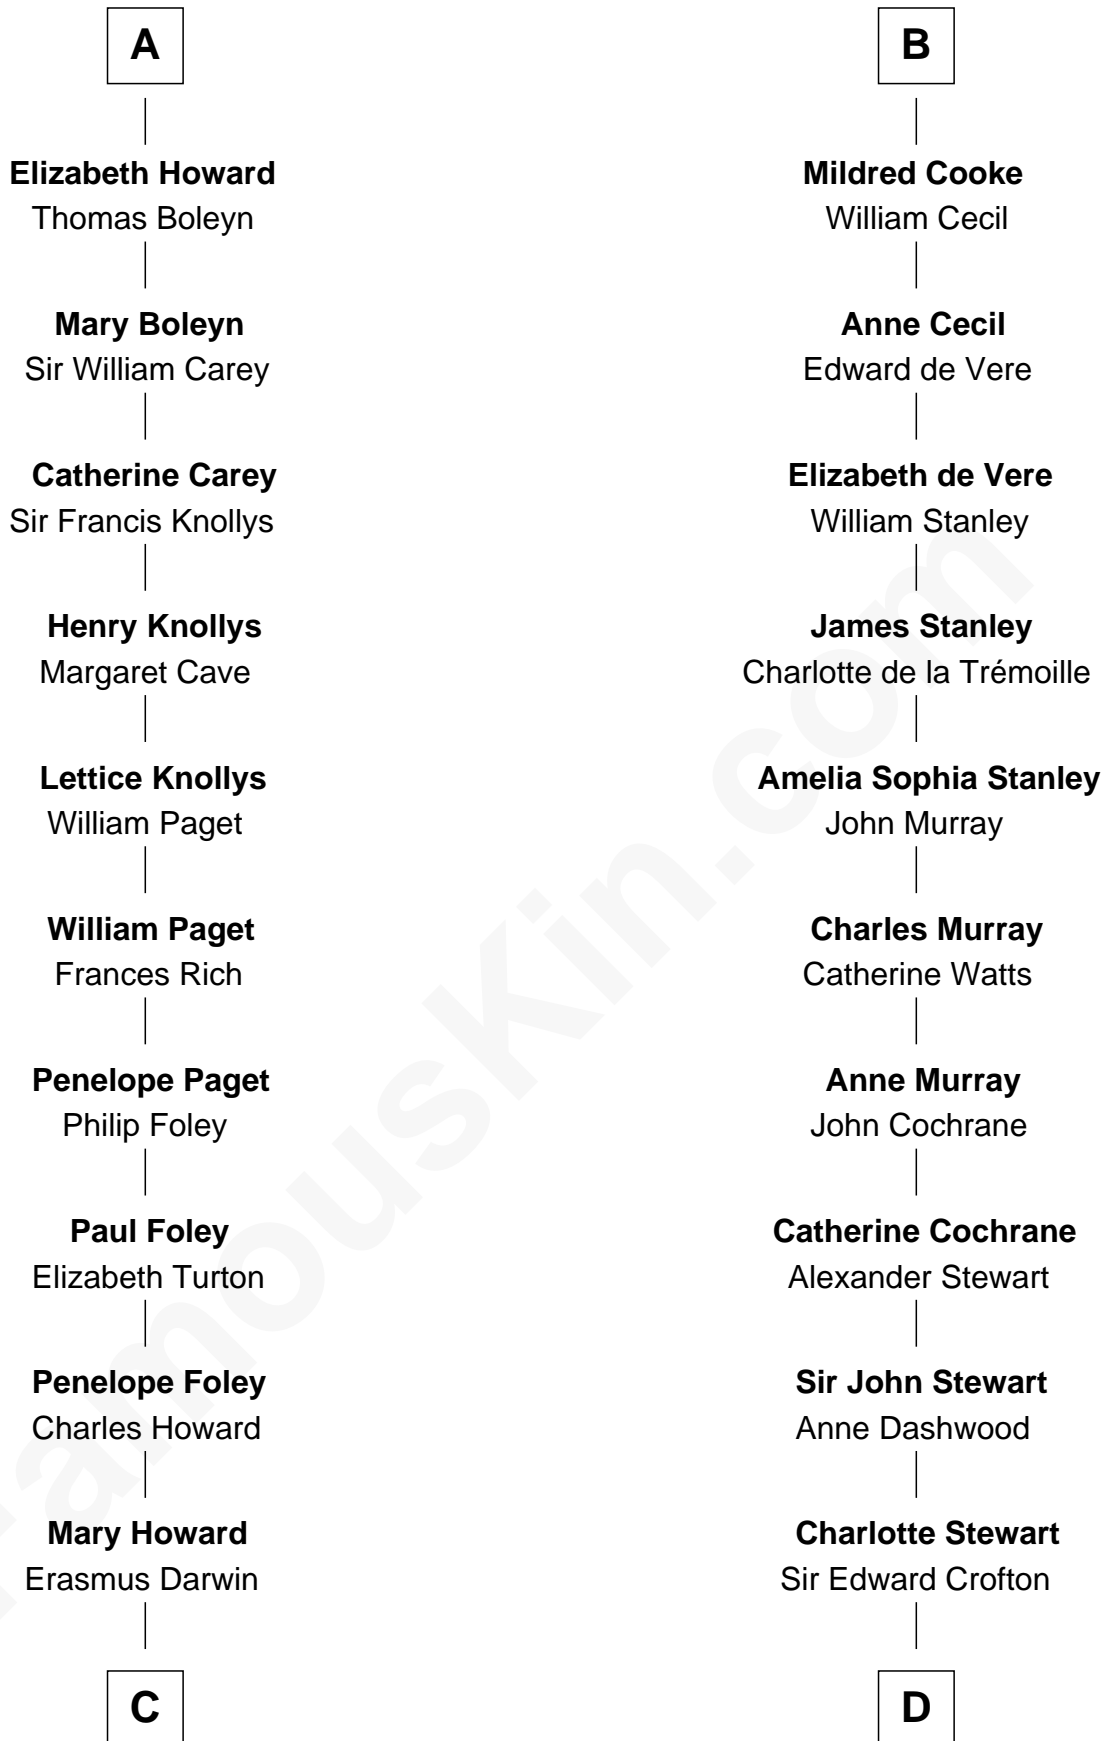 A
Elizabeth Howard
Thomas Boleyn
Mary Boleyn
Sir William Carey
Catherine Carey
Sir Francis Knollys
Henry Knollys
Margaret Cave
Lettice Knollys
William Paget
William Paget
Frances Rich
Penelope Paget
Philip Foley
Paul Foley
Elizabeth Turton
Penelope Foley
Charles Howard
Mary Howard
Erasmus Darwin
C
B
Mildred Cooke
William Cecil
Anne Cecil
Edward de Vere
Elizabeth de Vere
William Stanley
James Stanley
Charlotte de la Trémoille
Amelia Sophia Stanley
John Murray
Charles Murray
Catherine Watts
Anne Murray
John Cochrane
Catherine Cochrane
Alexander Stewart
Sir John Stewart
Anne Dashwood
Charlotte Stewart
Sir Edward Crofton
D
FamousKin.com